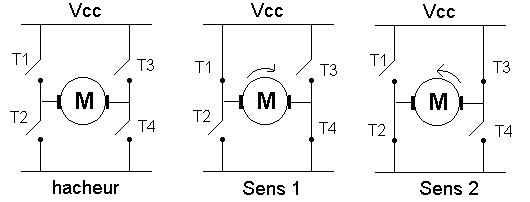 Vcc Vcc Vcc
T1 T3 T1 T3 T1 T3
M M M
T2 T4 T2 T4 T2 T4
hacheur Sens 1 Sens 2